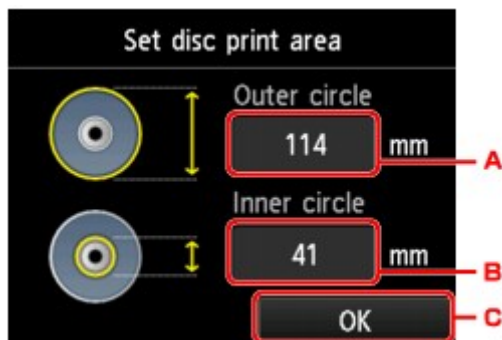 Set disc print area
Outer circle
114 mm A
Inner circle
41 mm B
OK C